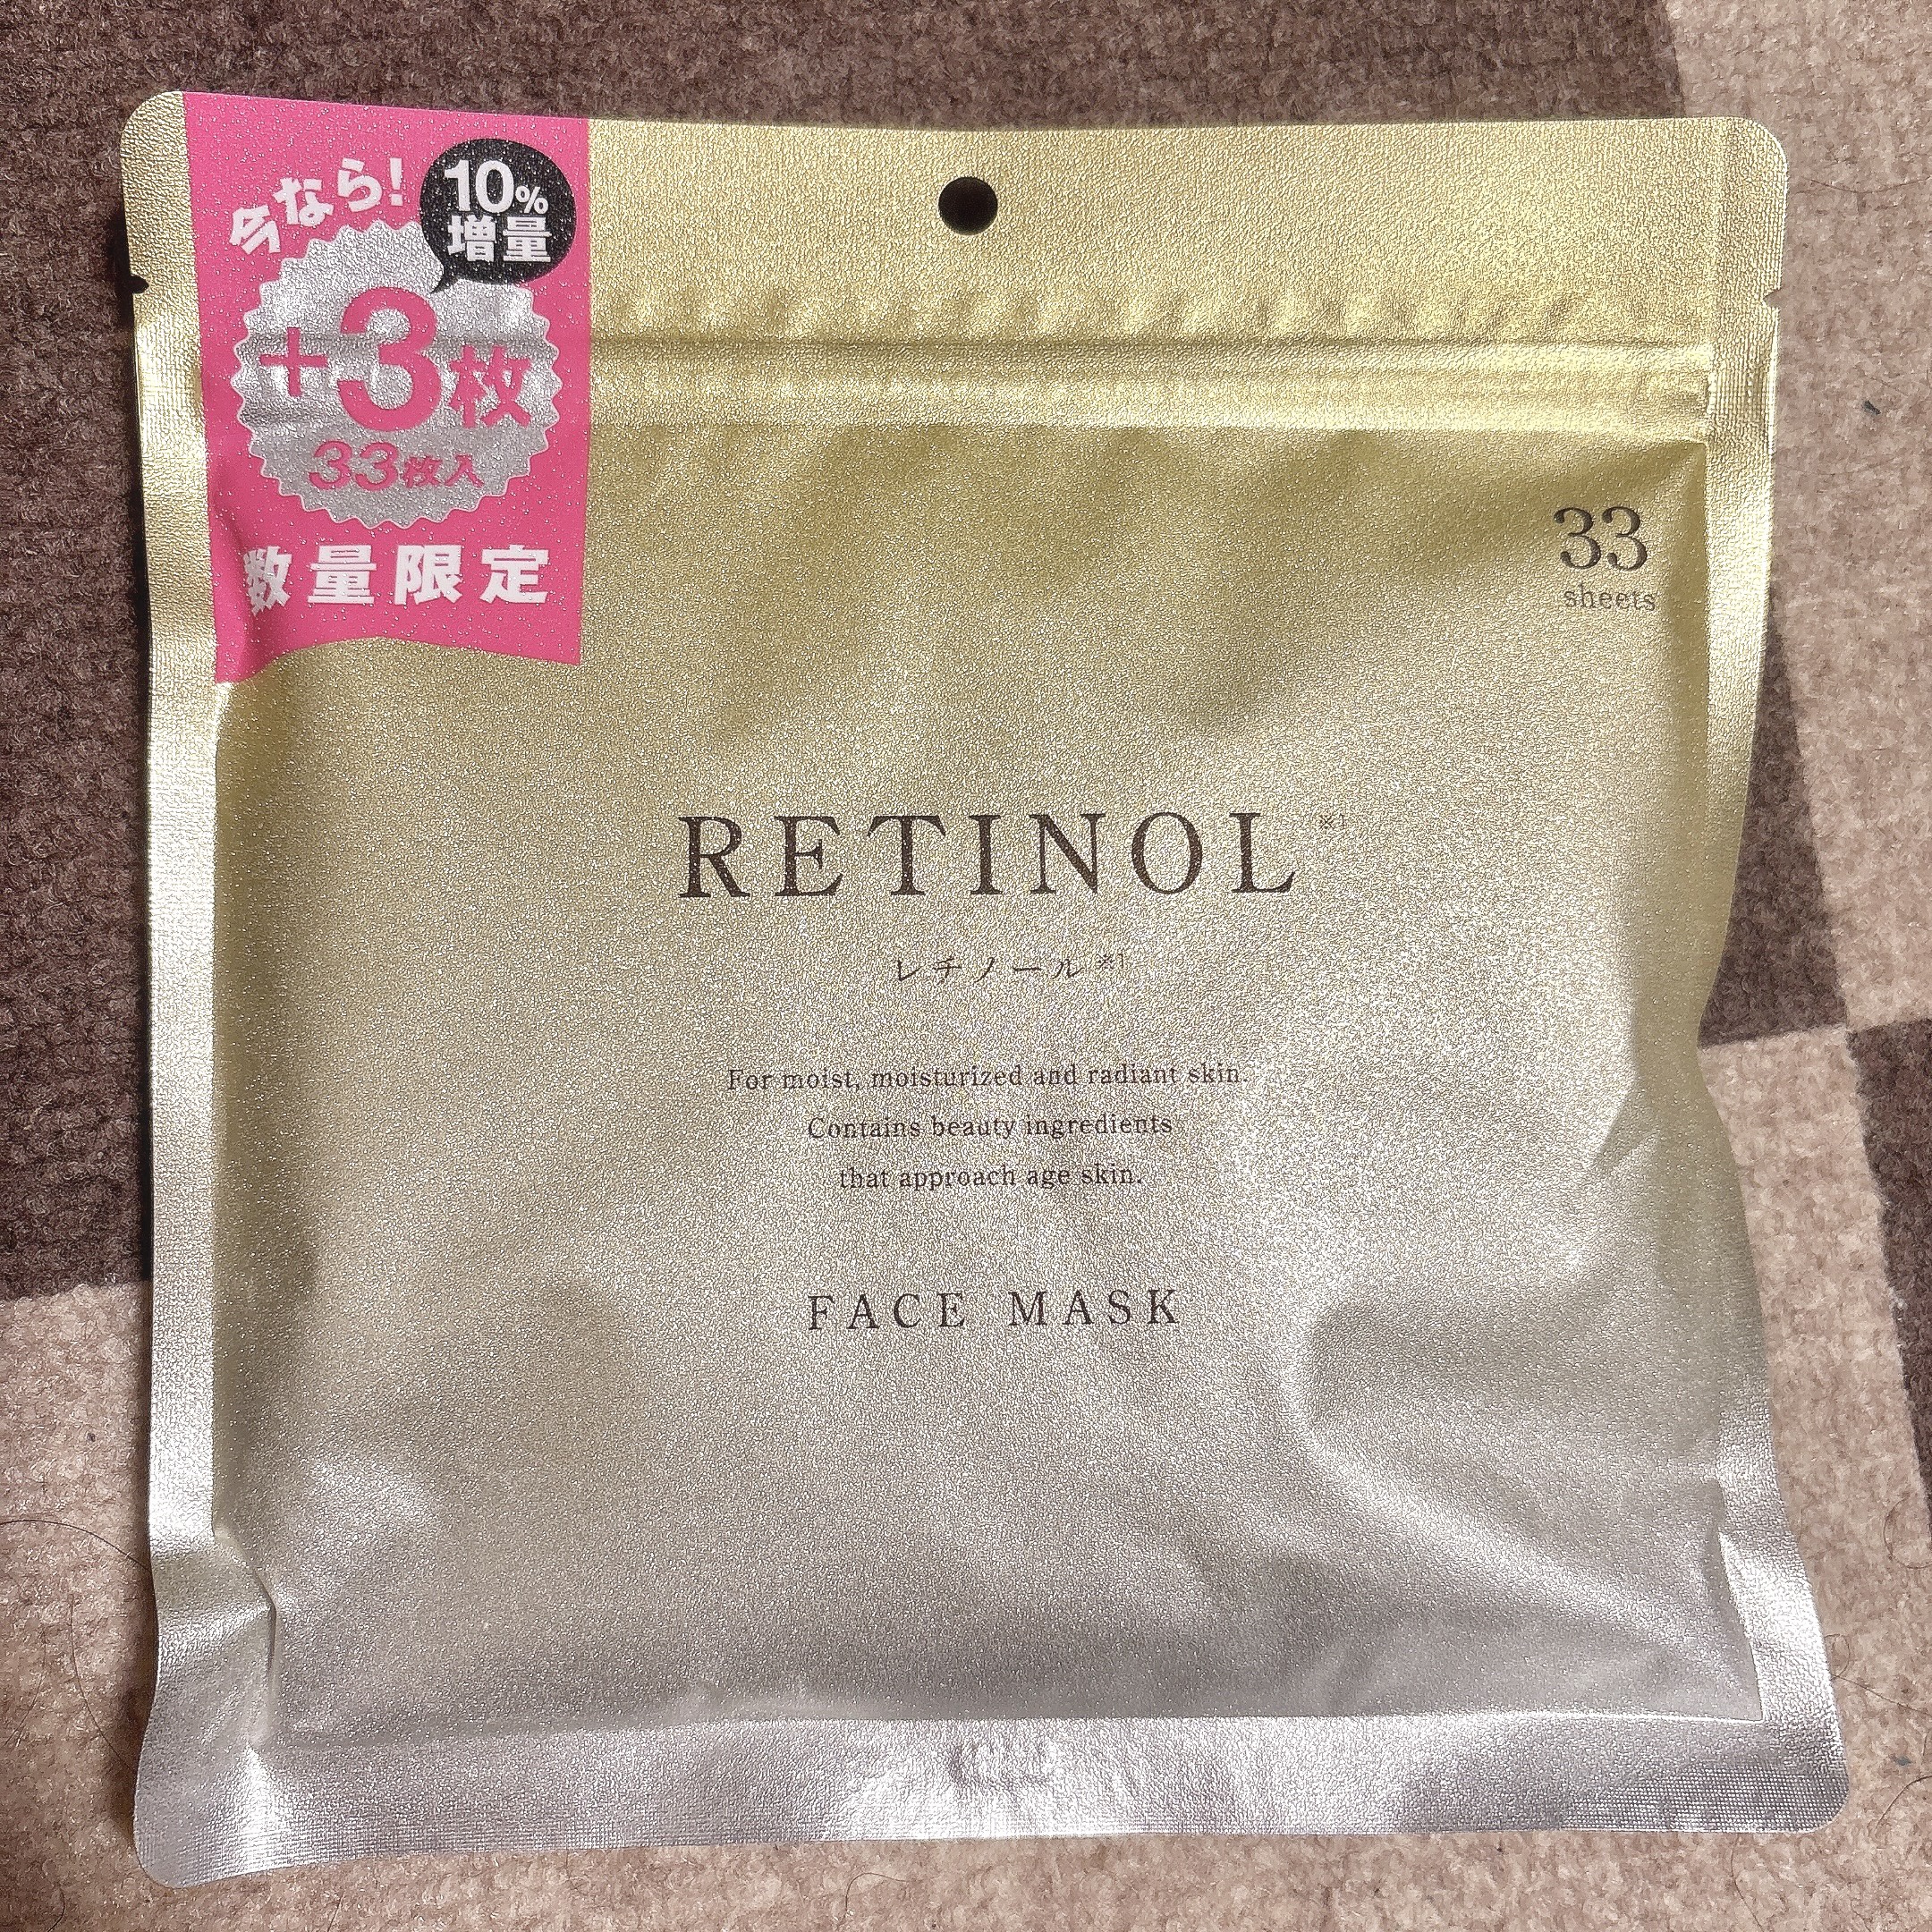 今なら!
10%
増量
+3枚
33枚入
数量限定
33
sheets
RETINOL※1
レチノール※1
For moist, moisturized and radiant skin.
Contains beauty ingredients
that approach age skin.
FACE MASK